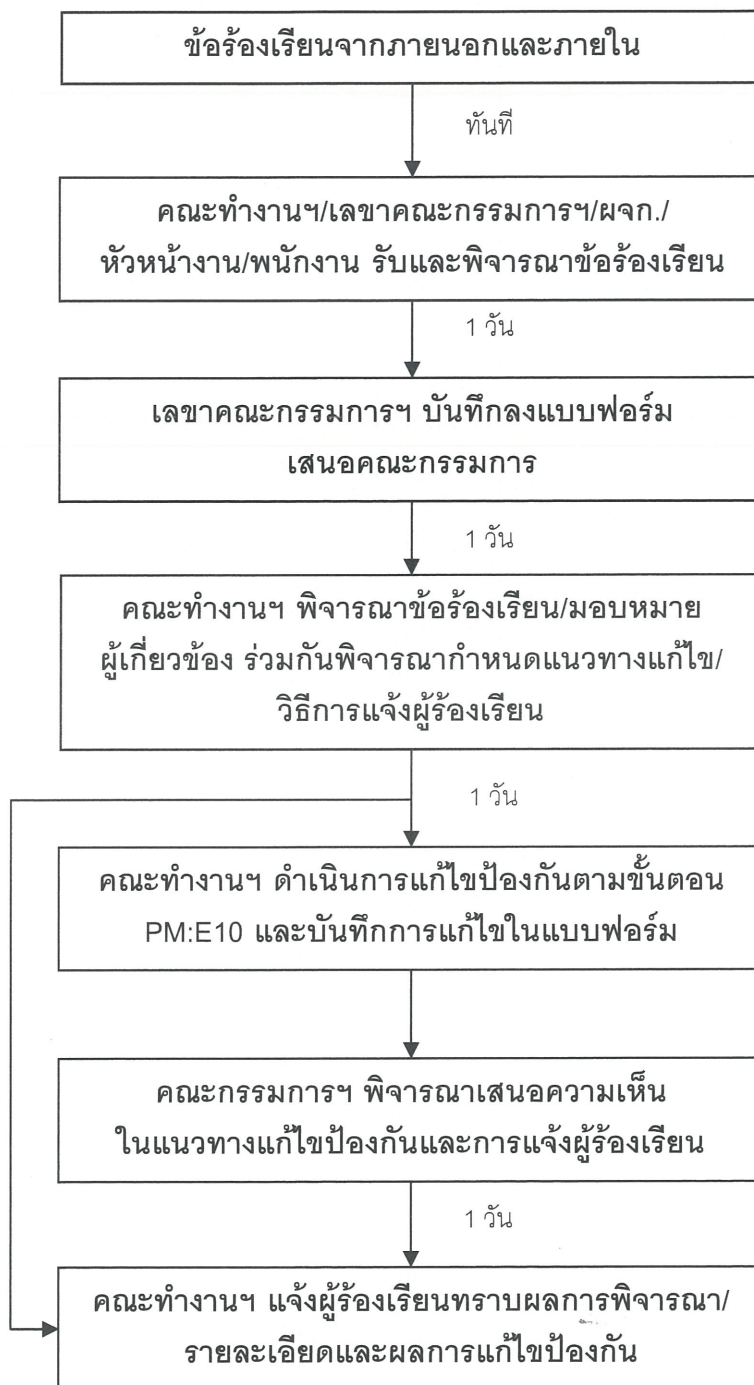 ข้อร้องเรียนจากภายนอกและภายใน
ทันที
คณะทำงานฯ/เลขาคณะกรรมการฯ/ผจก./
หัวหน้างาน/พนักงาน รับและพิจารณาข้อร้องเรียน
1 วัน
เลขาคณะกรรมการฯ บันทึกลงแบบฟอร์ม
เสนอคณะกรรมการ
1 วัน
คณะทำงานฯ พิจารณาข้อร้องเรียน/มอบหมาย
ผู้เกี่ยวข้อง ร่วมกันพิจารณากำหนดแนวทางแก้ไข/
วิธีการแจ้งผู้ร้องเรียน
1 วัน
คณะทำงานฯ ดำเนินการแก้ไขป้องกันตามขั้นตอน
PM:E10 และบันทึกการแก้ไขในแบบฟอร์ม
คณะกรรมการฯ พิจารณาเสนอความเห็น
ในแนวทางแก้ไขป้องกันและการแจ้งผู้ร้องเรียน
1 วัน
คณะทำงานฯ แจ้งผู้ร้องเรียนทราบผลการพิจารณา/
รายละเอียดและผลการแก้ไขป้องกัน